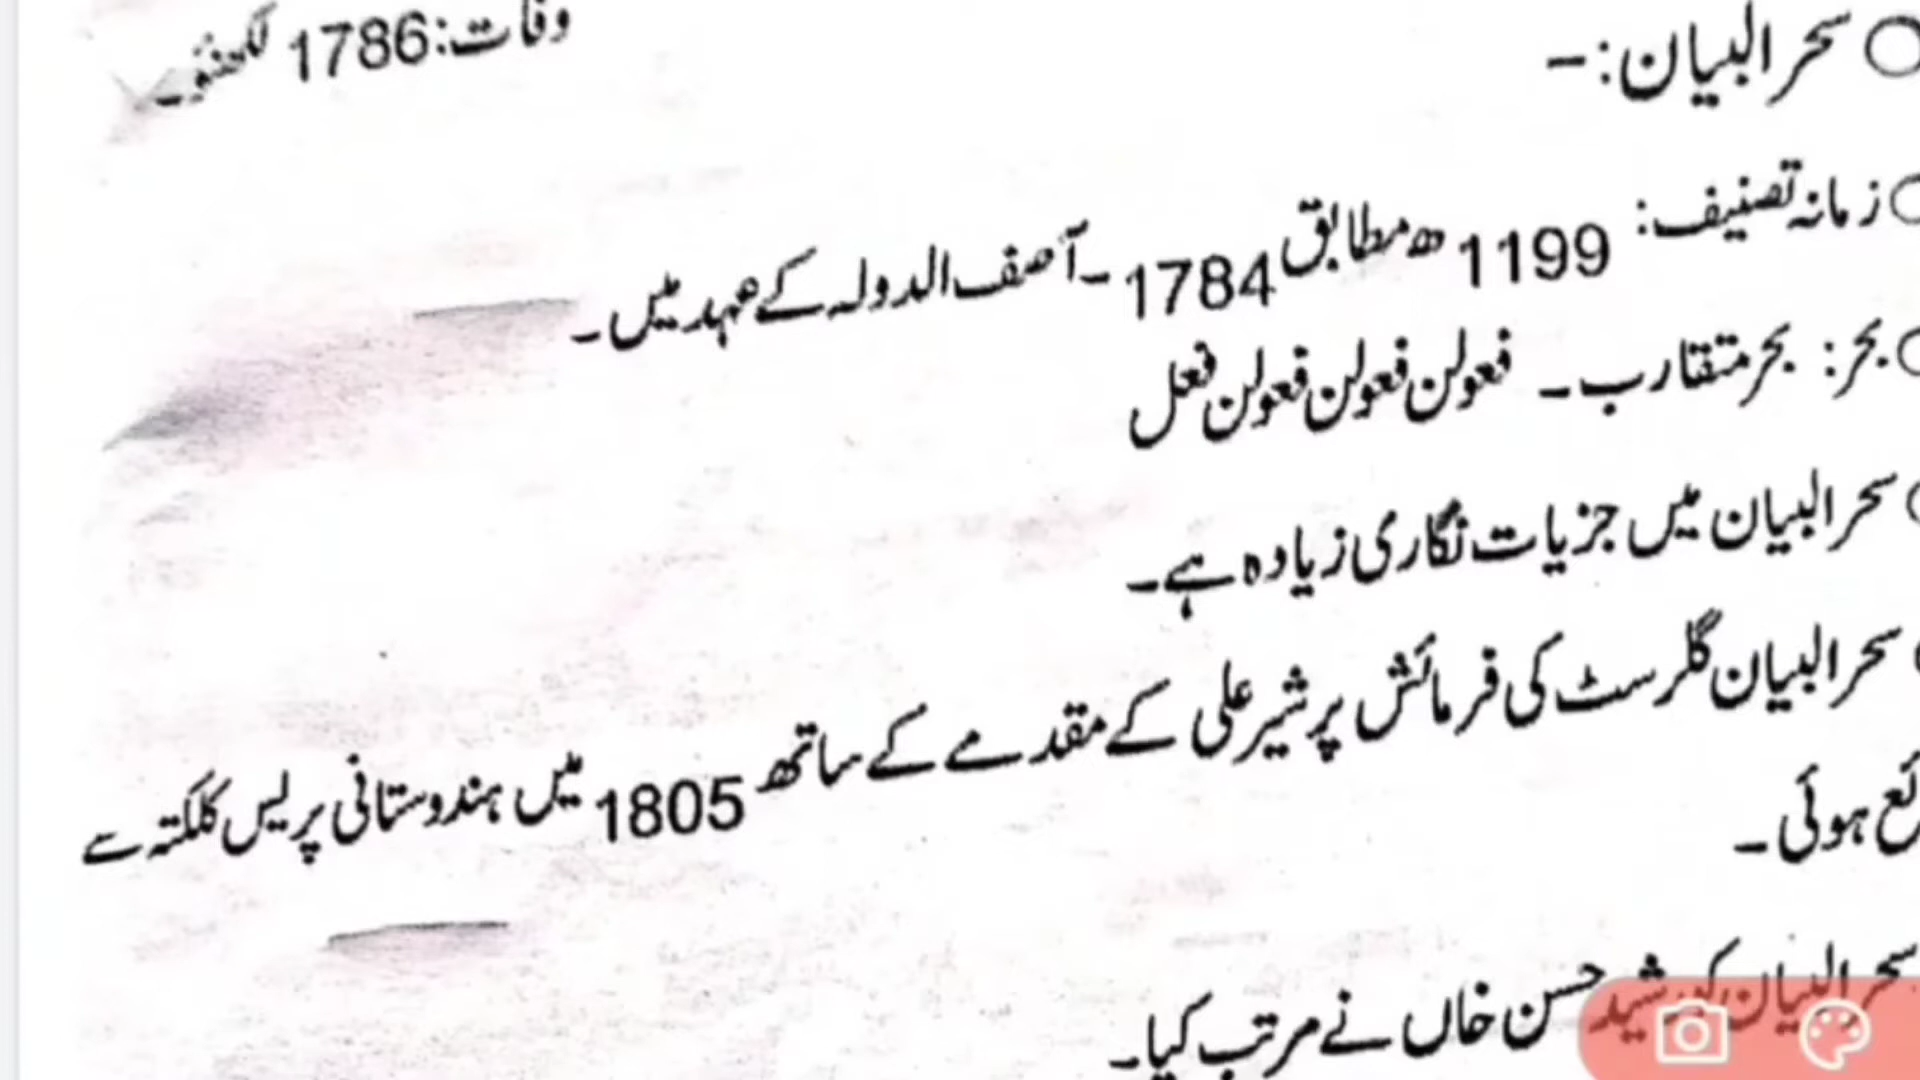 وفات: 1786 لکھنؤ۔
سحرالبیان:-
زمانہ تصنیف: 1199ھ مطابق 1784۔ آصف الدولہ کے عہد میں۔
بحر: بحر متقارب۔ فعولن فعولن فعولن فعل
سحرالبیان میں جزیات نگاری زیادہ ہے۔
سحرالبیان گلرسٹ کی فرمائش پر شیر علی کے مقدمے کے ساتھ 1805 میں ہندوستانی پریس کلکتہ سے
ئع ہوئی۔
سحرالبیان کو رشید حسن خاں نے مرتب کیا۔